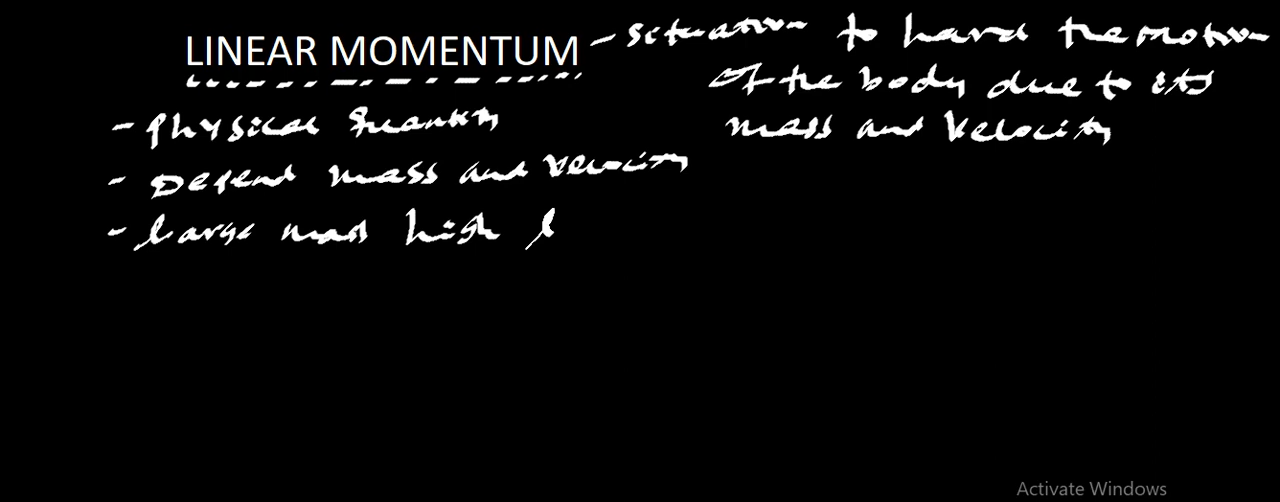 LINEAR MOMENTUM - situation to hard the motion
of the body due to its
mass and velocity
- Physical Quantity
- Depend mass and velocity
- large mass high l
Activate Windows